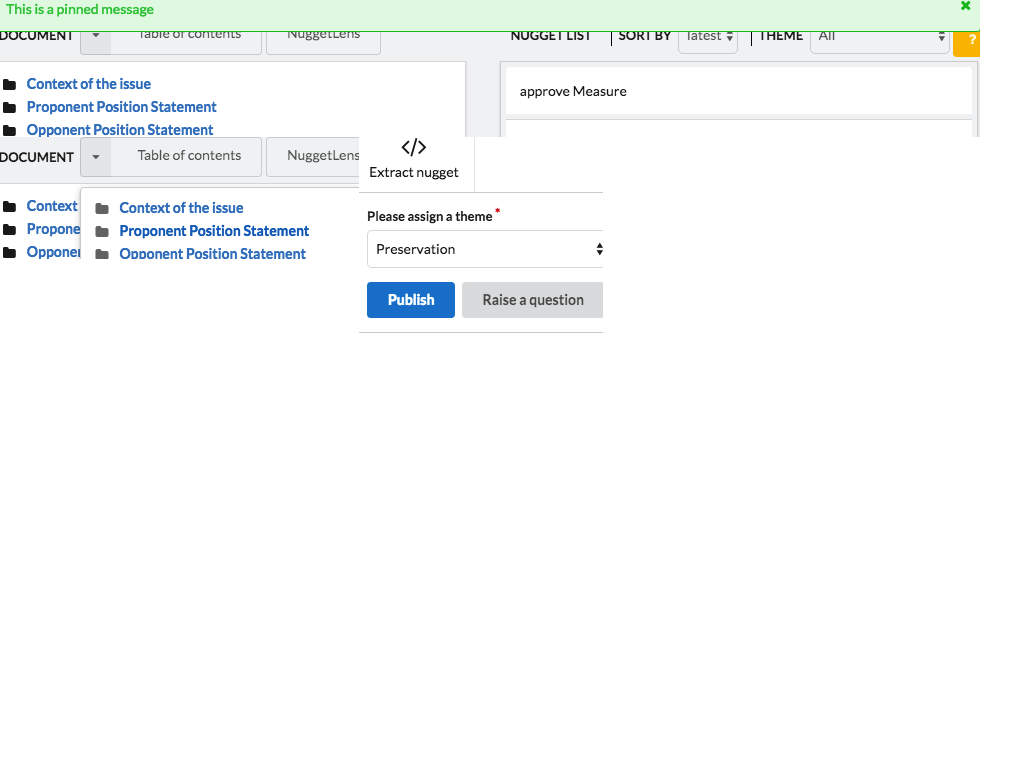 This is a pinned message
DOCUMENT Table of contents NuggetLens NUGGET LIST SORT BY latest THEME All ?
Context of the issue
Proponent Position Statement
Opponent Position Statement
approve Measure
DOCUMENT Table of contents NuggetLens
Context
Propone
Oppone
Context of the issue
Proponent Position Statement
Opponent Position Statement
</>
Extract nugget
Please assign a theme *
Preservation
Publish Raise a question